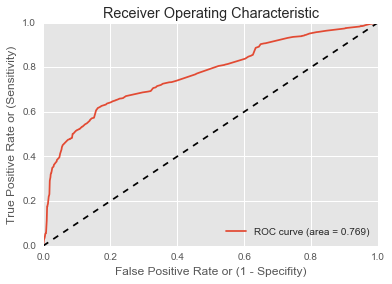 Receiver Operating Characteristic
1.0
0.8
0.6
0.4
0.2
0.0
True Positive Rate or (Sensitivity)
ROC curve (area = 0.769)
0.0 0.2 0.4 0.6 0.8 1.0
False Positive Rate or (1 - Specifity)